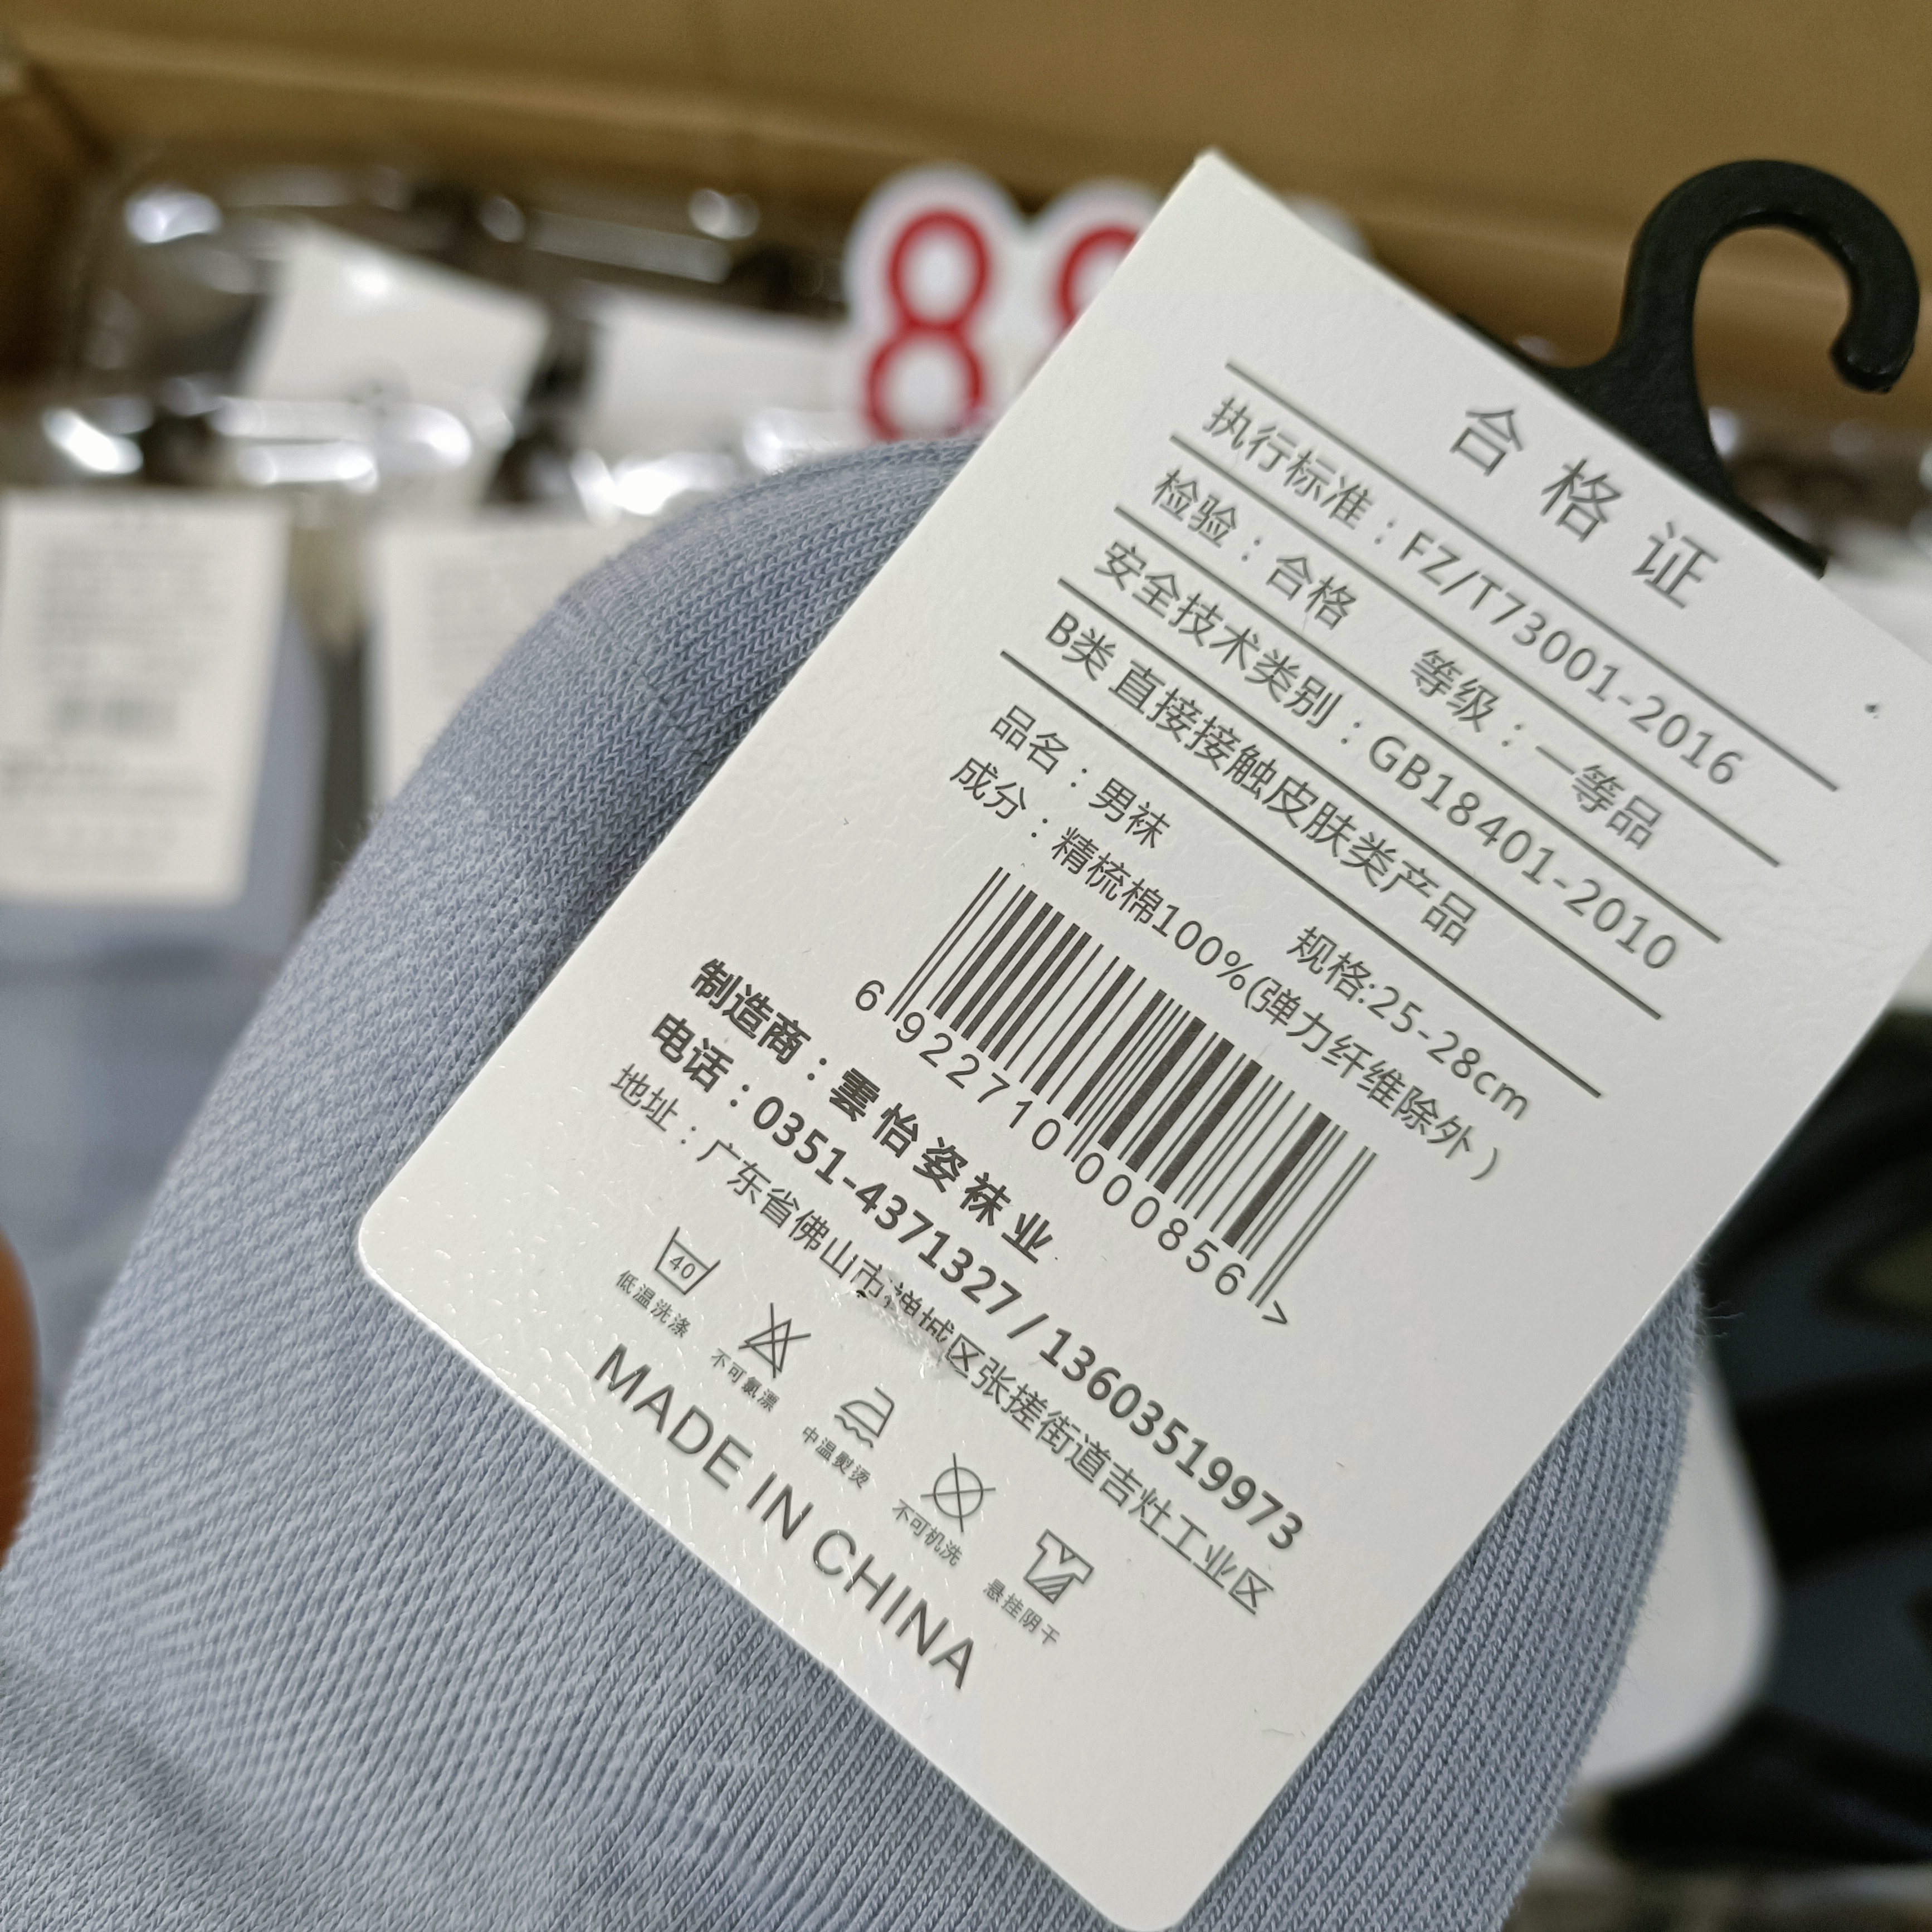 合格证
执行标准：FZ/T73001-2016
检验：合格 等级：一等品
安全技术类别：GB18401-2010
B类 直接接触皮肤类产品
品名：男袜 规格:25-28cm
成分：精梳棉100%(弹力纤维除外)
6 922710 000856 >
制造商：雲怡姿袜业
电话：0351-4371327 / 13603519973
地址：广东省佛山市禅城区张搓街道吉灶工业区
40
低温洗涤 不可氯漂 中温熨烫 不可机洗 悬挂阴干
MADE IN CHINA
8